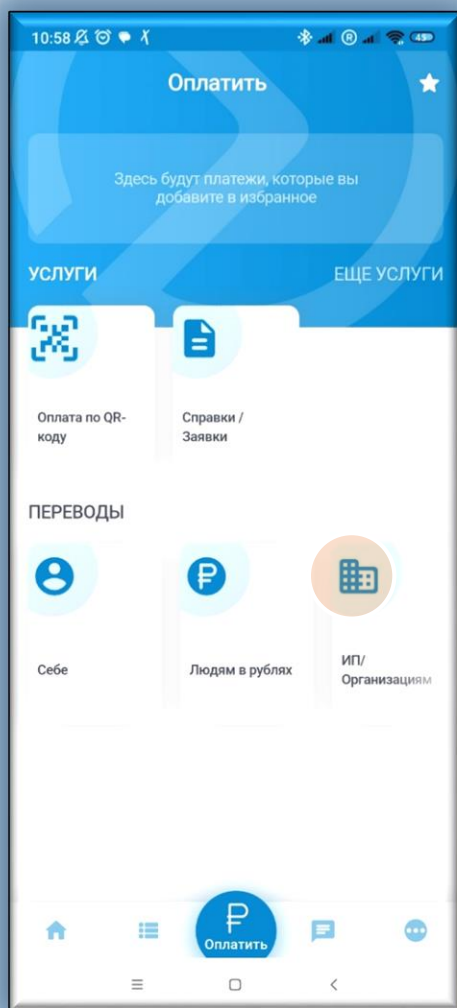 10:58
45
Оплатить
Здесь будут платежи, которые вы
добавите в избранное
УСЛУГИ
ЕЩЕ УСЛУГИ
Оплата по QR-
коду
Справки /
Заявки
ПЕРЕВОДЫ
Себе
Людям в рублях
ИП/
Организациям
Оплатить